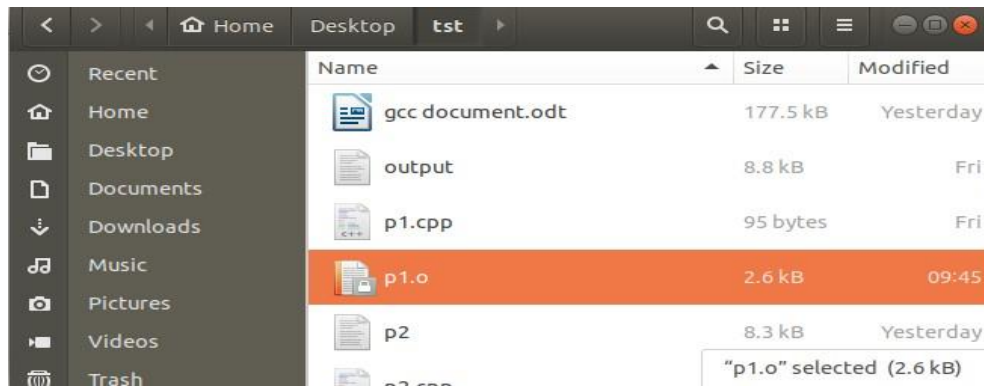 Home Desktop tst
Recent
Home
Desktop
Documents
Downloads
Music
Pictures
Videos
Trash
Name Size Modified
gcc document.odt 177.5 kB Yesterday
output 8.8 kB Fri
p1.cpp 95 bytes Fri
p1.o 2.6 kB 09:45
p2 8.3 kB Yesterday
"p1.o" selected (2.6 kB)